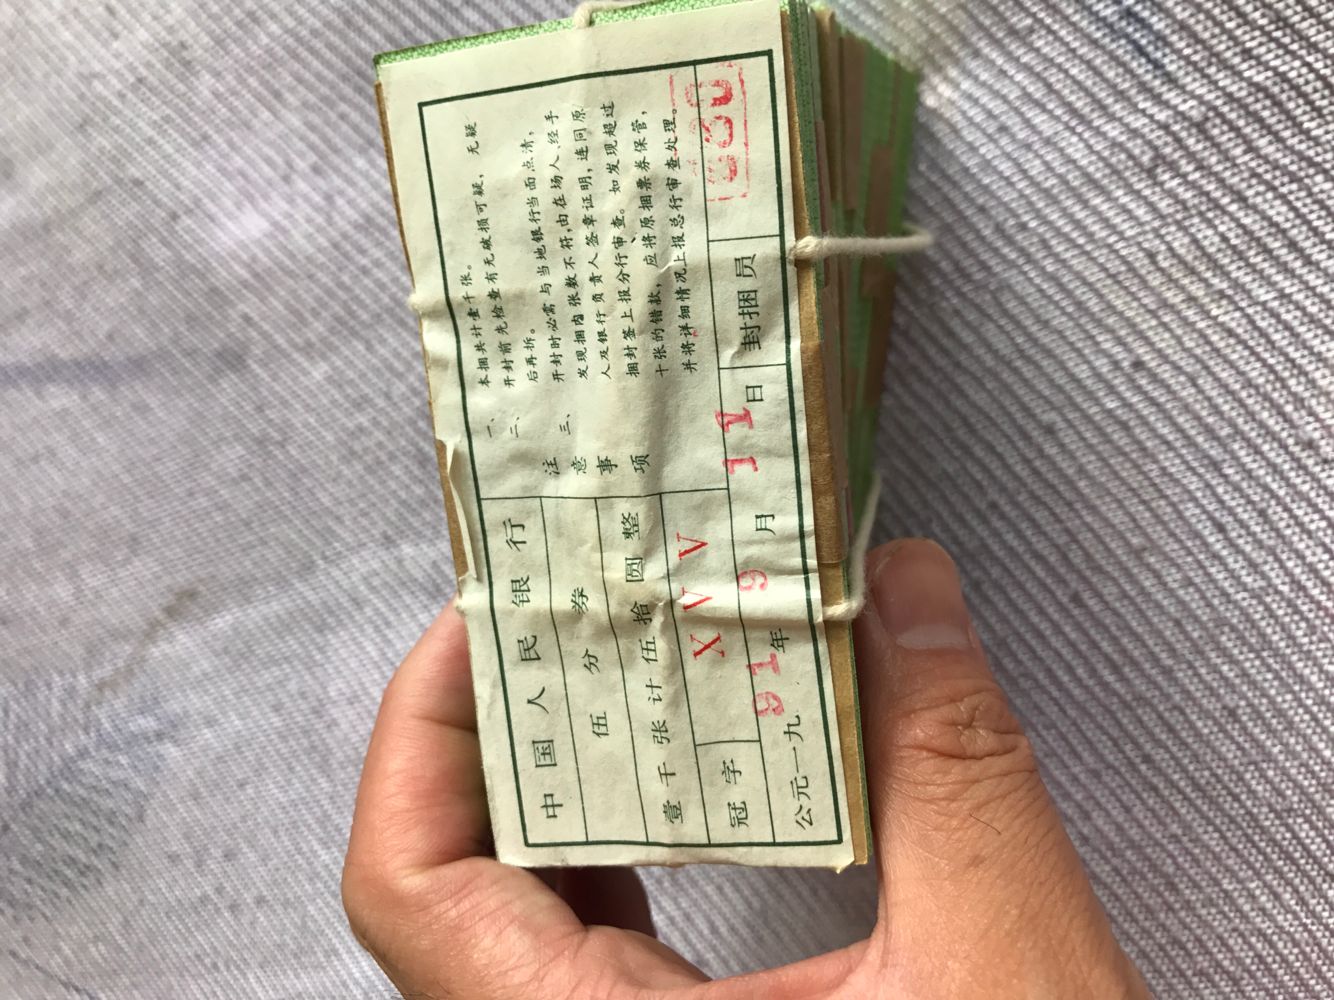 中国人民银行
伍分券
壹千张计伍拾圆整
冠字 XVV
注意事项
一、本捆共计壹千张。
二、开封前先检查有无破损可疑，无疑
后再拆。
三、开封时必需与当地银行当面点清，
发现捆内张数不符，由在场人、经手
人及银行负责人签章证明，连同原
捆封签上报分行审查。如发现超过
十张的错款，应将原捆票券保管，
并将详细情况上报总行审查处理。
公元一九91年9月11日 封捆员